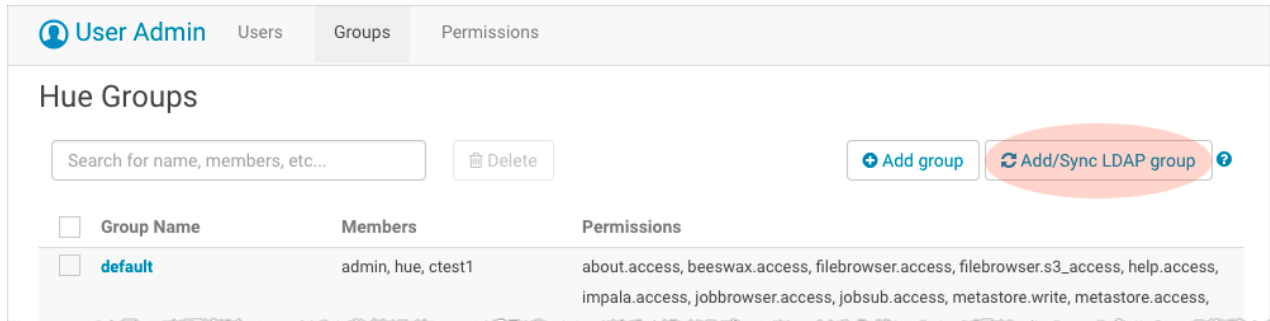 User Admin Users Groups Permissions
Hue Groups
Search for name, members, etc... Delete Add group Add/Sync LDAP group ?
Group Name Members Permissions
default admin, hue, ctest1 about.access, beeswax.access, filebrowser.access, filebrowser.s3_access, help.access,
impala.access, jobbrowser.access, jobsub.access, metastore.write, metastore.access,